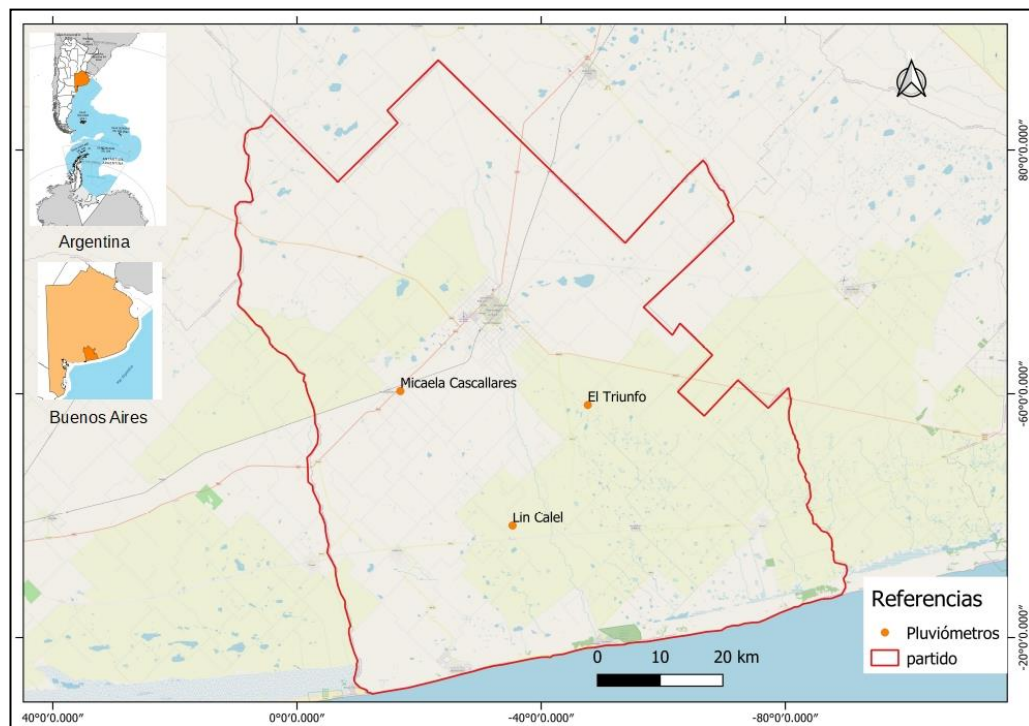 Argentina
Buenos Aires
Micaela Cascallares
El Triunfo
Lin Calel
Referencias
Pluviómetros
partido
0 10 20 km
80°0'0.000"
-60°0'0.000"
-20°0'0.000"
40°0'0.000"
0°0'0.000"
-40°0'0.000"
-80°0'0.000"